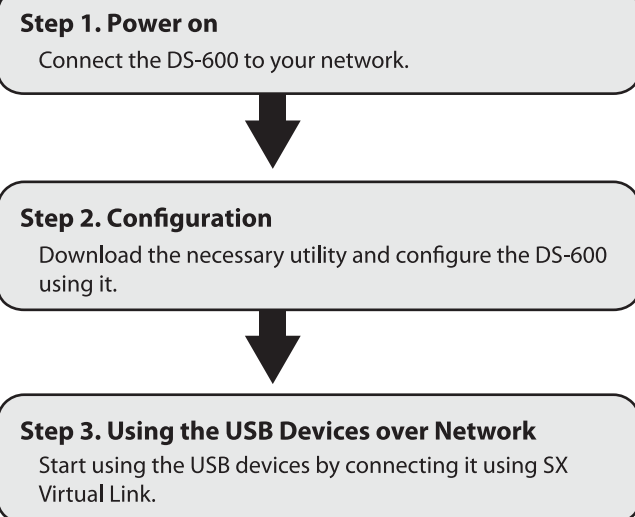 Step 1. Power on
Connect the DS-600 to your network.
Step 2. Configuration
Download the necessary utility and configure the DS-600
using it.
Step 3. Using the USB Devices over Network
Start using the USB devices by connecting it using SX
Virtual Link.